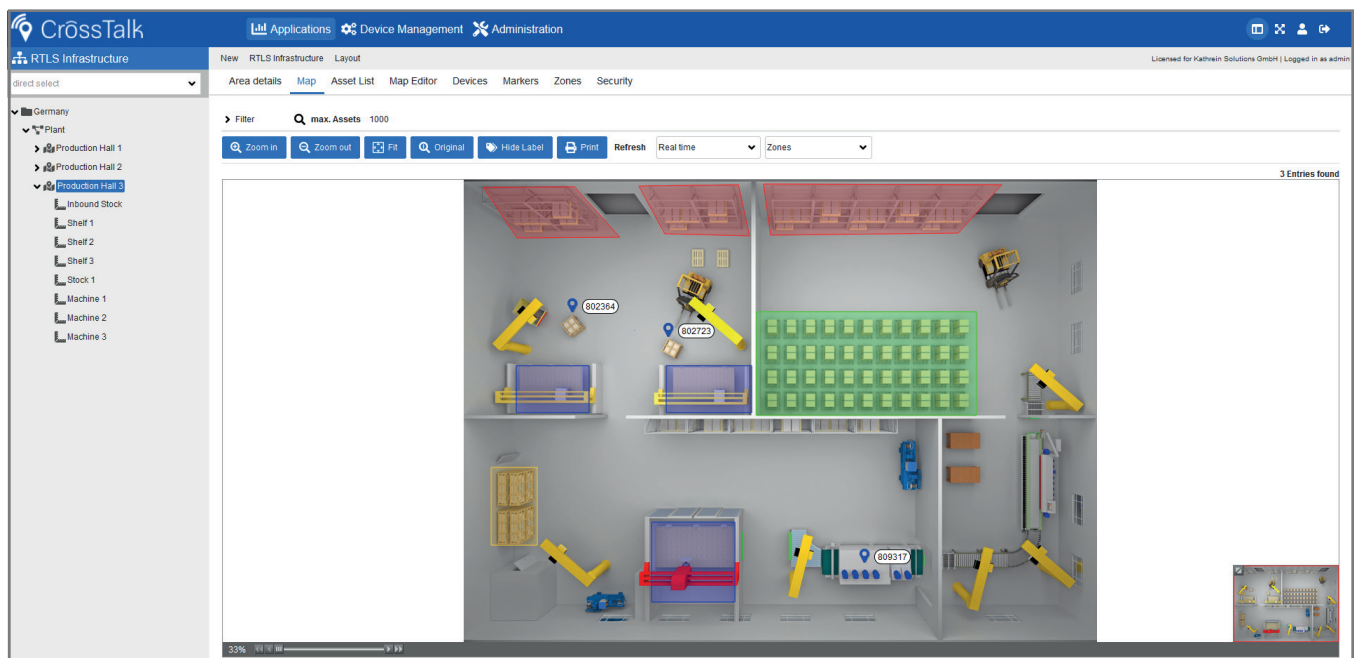 CrōssTalk
Applications Device Management Administration
RTLS Infrastructure
New RTLS Infrastructure Layout
Licensed for Kathrein Solutions GmbH | Logged in as admin
direct select
Area details Map Asset List Map Editor Devices Markers Zones Security
Germany
Plant
Production Hall 1
Production Hall 2
Production Hall 3
Inbound Stock
Shelf 1
Shelf 2
Shelf 3
Stock 1
Machine 1
Machine 2
Machine 3
Filter max. Assets 1000
Zoom in Zoom out Fit Original Hide Label Print Refresh Real time Zones
3 Entries found
802364
802723
809317
33%